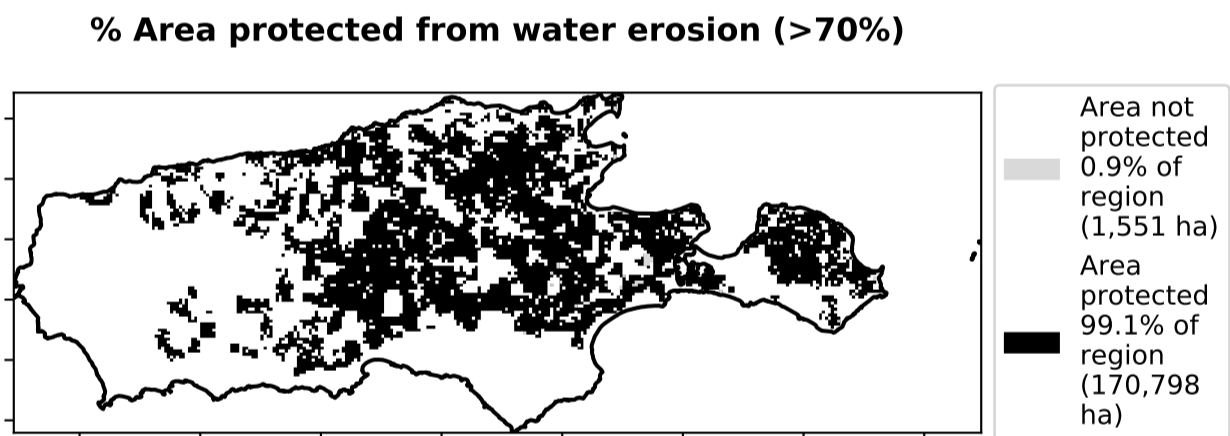 % Area protected from water erosion (>70%)
Area not
protected
0.9% of
region
(1,551 ha)
Area
protected
99.1% of
region
(170,798
ha)